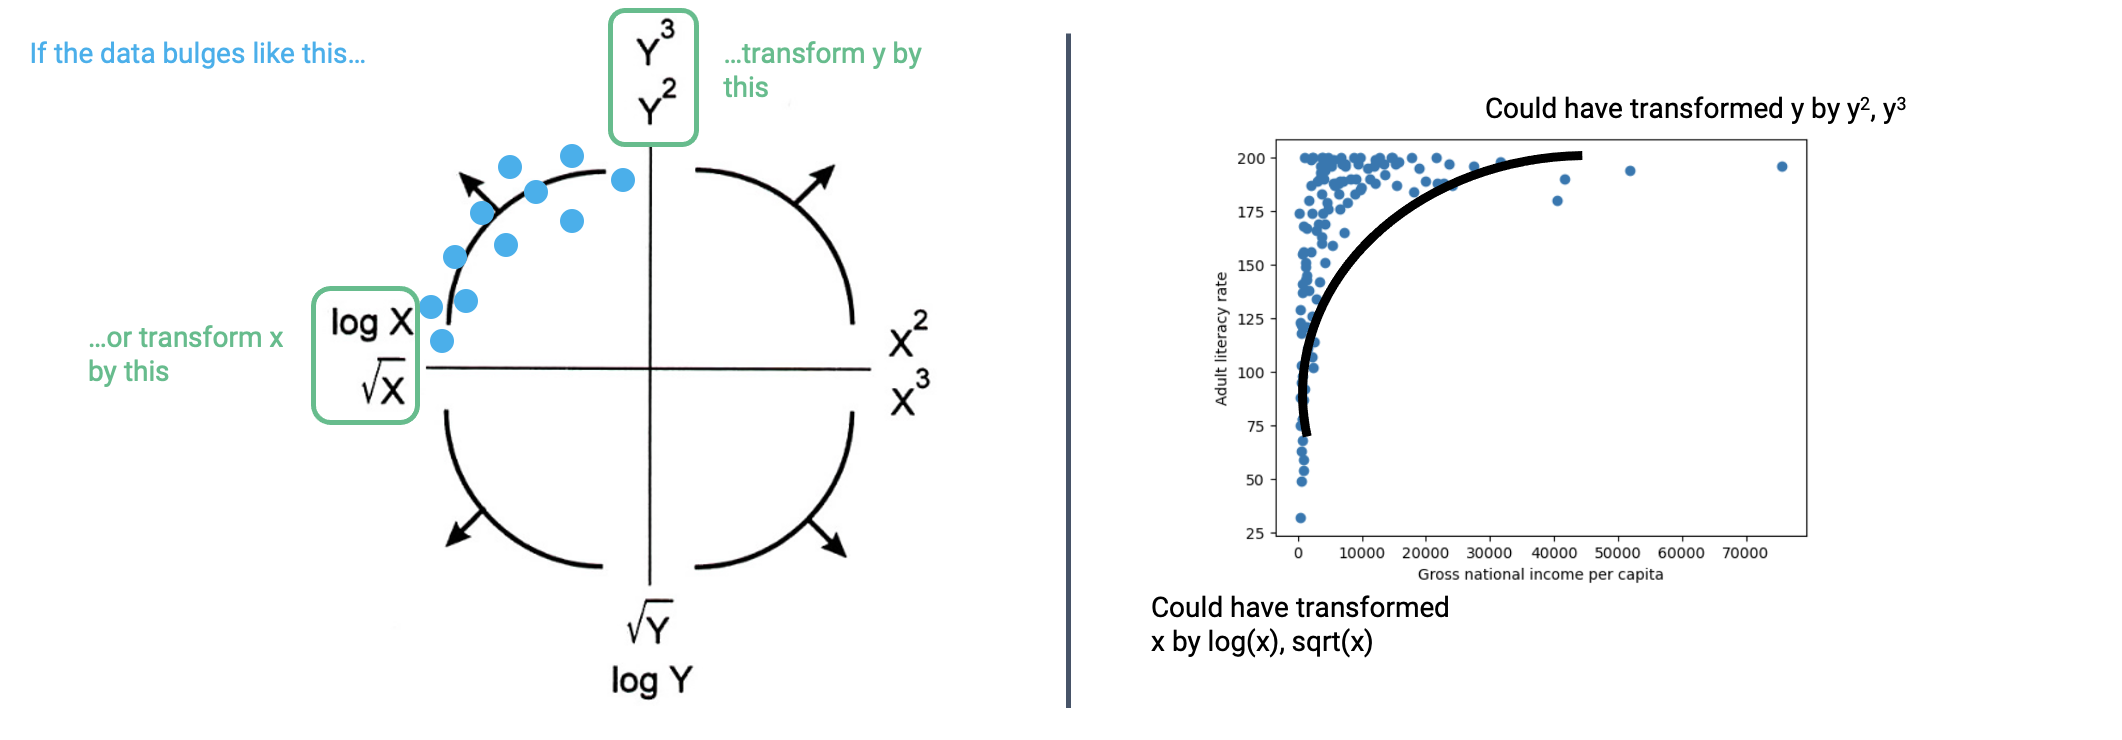 If the data bulges like this...
Y³
Y²
...transform y by
this
log X
√X
...or transform x
by this
X²
X³
√Y
log Y
Could have transformed y by y², y³
200
175
150
125
100
75
50
25
Adult literacy rate
0 10000 20000 30000 40000 50000 60000 70000
Gross national income per capita
Could have transformed
x by log(x), sqrt(x)